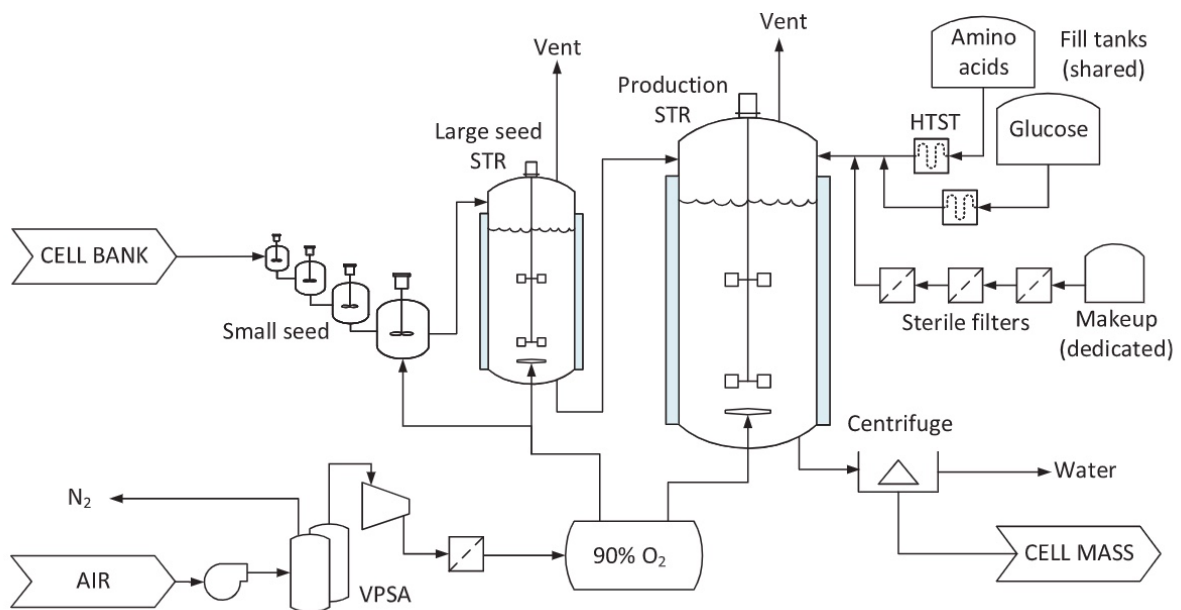 Vent
Vent
Amino
acids
Fill tanks
(shared)
Production
STR
Large seed
STR
HTST
Glucose
CELL BANK
Small seed
Sterile filters
Makeup
(dedicated)
Centrifuge
Water
N₂
90% O₂
CELL MASS
AIR
VPSA